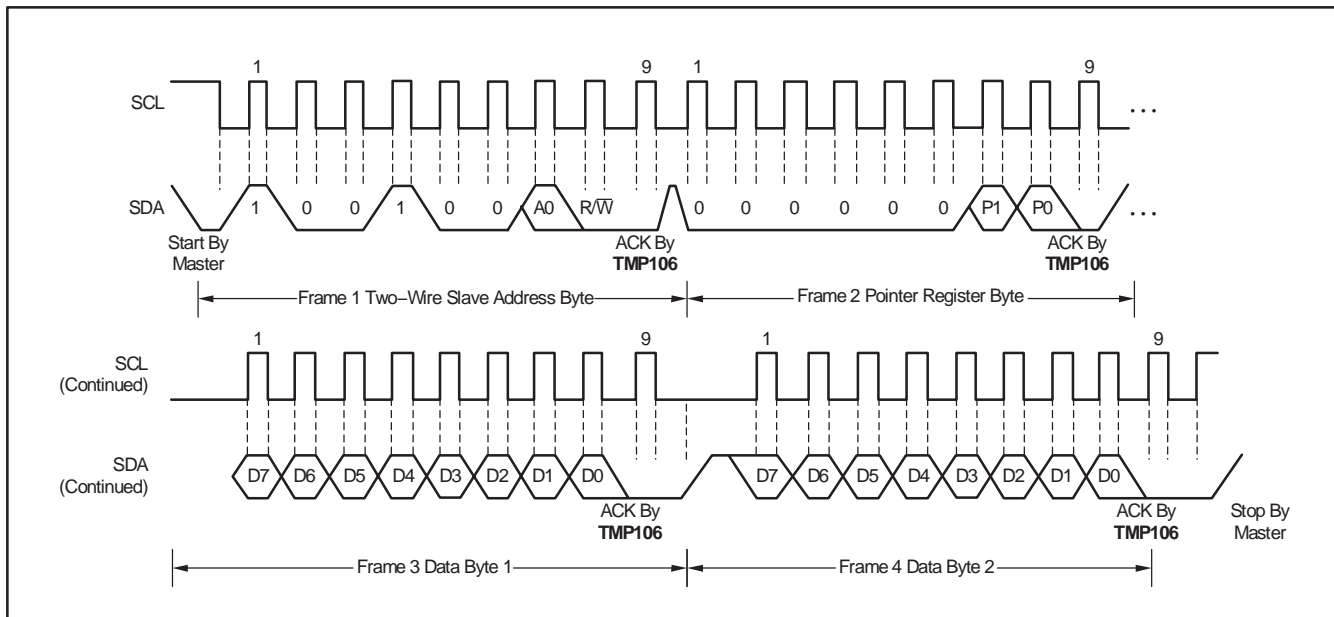 1 9 1 9
SCL ...
SDA 1 0 0 1 0 0 A0 R/W̅ 0 0 0 0 0 0 P1 P0 ...
Start By Master ACK By TMP106 ACK By TMP106
Frame 1 Two−Wire Slave Address Byte Frame 2 Pointer Register Byte
1 9 1 9
SCL (Continued)
SDA (Continued) D7 D6 D5 D4 D3 D2 D1 D0 D7 D6 D5 D4 D3 D2 D1 D0
ACK By TMP106 ACK By TMP106 Stop By Master
Frame 3 Data Byte 1 Frame 4 Data Byte 2